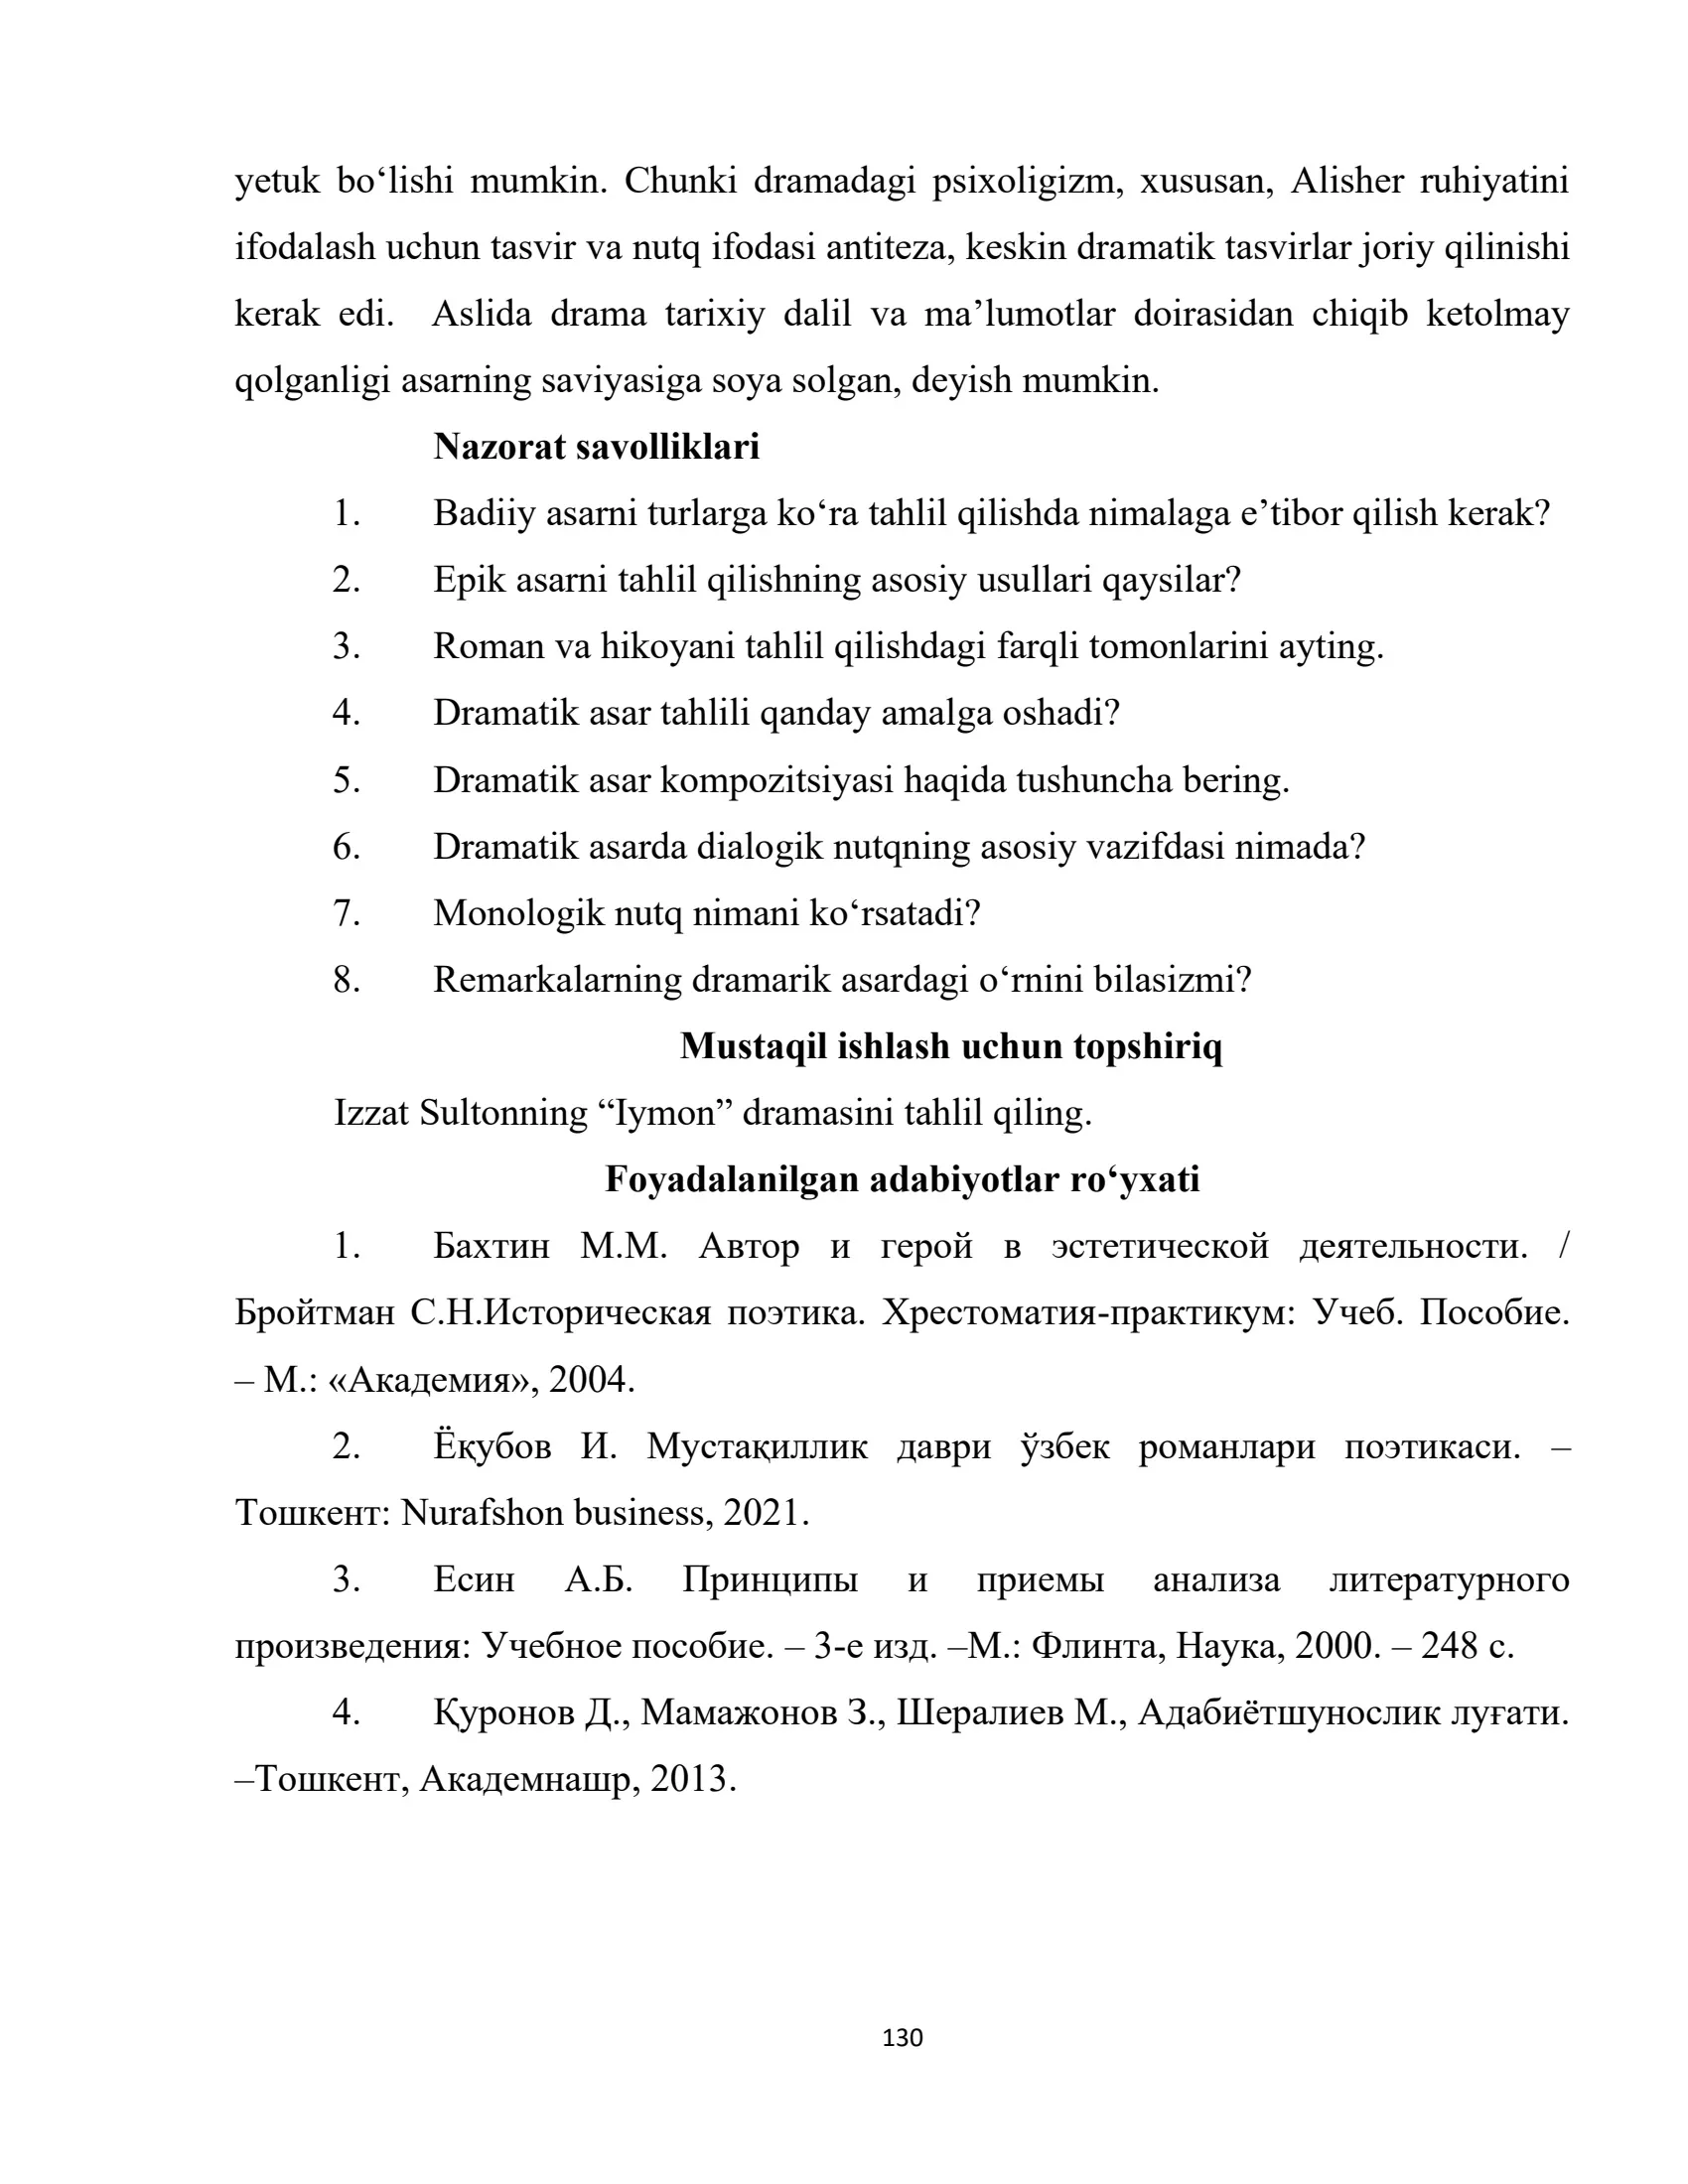 yetuk bo‘lishi mumkin. Chunki dramadagi psixoligizm, xususan, Alisher ruhiyatini
ifodalash uchun tasvir va nutq ifodasi antiteza, keskin dramatik tasvirlar joriy qilinishi
kerak edi. Aslida drama tarixiy dalil va ma’lumotlar doirasidan chiqib ketolmay
qolganligi asarning saviyasiga soya solgan, deyish mumkin.
Nazorat savolliklari
1. Badiiy asarni turlarga ko‘ra tahlil qilishda nimalaga e’tibor qilish kerak?
2. Epik asarni tahlil qilishning asosiy usullari qaysilar?
3. Roman va hikoyani tahlil qilishdagi farqli tomonlarini ayting.
4. Dramatik asar tahlili qanday amalga oshadi?
5. Dramatik asar kompozitsiyasi haqida tushuncha bering.
6. Dramatik asarda dialogik nutqning asosiy vazifdasi nimada?
7. Monologik nutq nimani ko‘rsatadi?
8. Remarkalarning dramarik asardagi o‘rnini bilasizmi?
Mustaqil ishlash uchun topshiriq
Izzat Sultonning “Iymon” dramasini tahlil qiling.
Foyadalanilgan adabiyotlar ro‘yxati
1. Бахтин М.М. Автор и герой в эстетической деятельности. /
Бройтман С.Н.Историческая поэтика. Хрестоматия-практикум: Учеб. Пособие.
– М.: «Академия», 2004.
2. Ёқубов И. Мустақиллик даври ўзбек романлари поэтикаси. –
Тошкент: Nurafshon business, 2021.
3. Есин А.Б. Принципы и приемы анализа литературного
произведения: Учебное пособие. – 3-е изд. –М.: Флинта, Наука, 2000. – 248 с.
4. Қуронов Д., Мамажонов З., Шералиев М., Адабиётшунослик луғати.
–Тошкент, Академнашр, 2013.
130